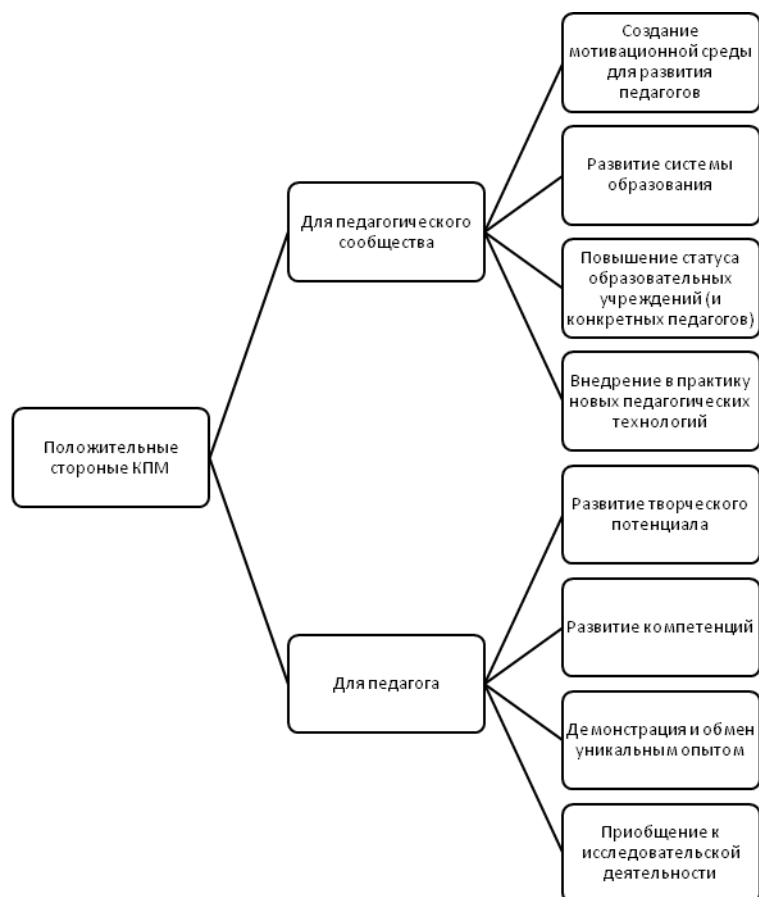 Создание
мотивационной среды
для развития
педагогов
Развитие системы
образования
Для педагогического
сообщества
Повышение статуса
образовательных
учреждений (и
конкретных педагогов)
Внедрение в практику
новых педагогических
технологий
Положительные
стороные КПМ
Развитие творческого
потенциала
Развитие компетенций
Для педагога
Демонстрация и обмен
уникальным опытом
Приобщение к
исследовательской
деятельности